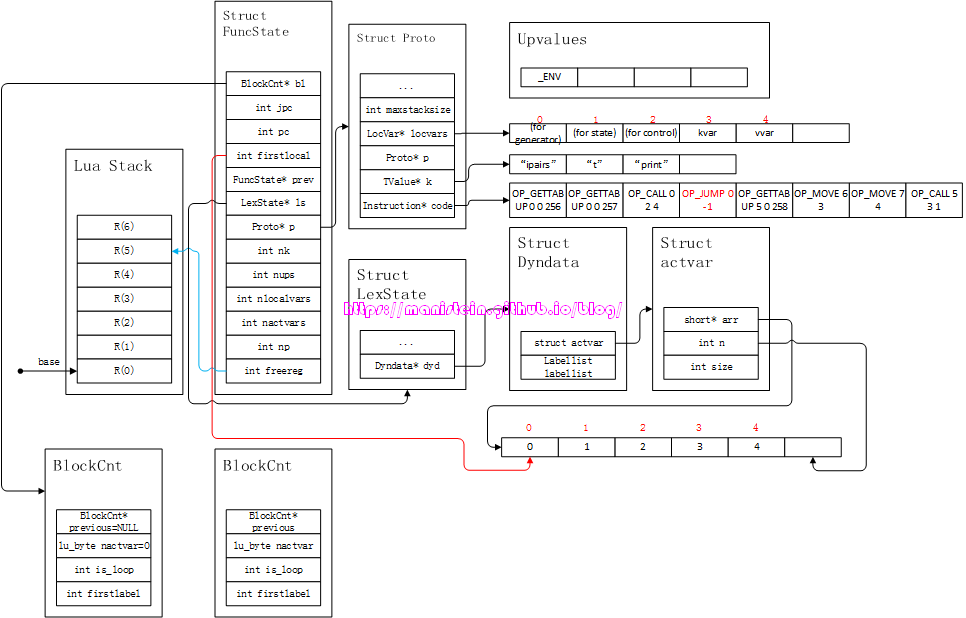 Struct
FuncState
BlockCnt* bl
int jpc
int pc
int firstlocal
FuncState* prev
LexState* ls
Proto* p
int nk
int nups
int nlocalvars
int nactvars
int np
int freereg
Struct Proto
...
int maxstacksize
LocVar* locvars
Proto* p
TValue* k
Instruction* code
Upvalues
_ENV
0 1 2 3 4
(for generator) (for state) (for control) kvar vvar
“ipairs” “t” “print”
OP_GETTAB OP_GETTAB OP_CALL 0 OP_JUMP 0 OP_GETTAB OP_MOVE 6 OP_MOVE 7 OP_CALL 5
UP 0 0 256 UP 0 0 257 2 4 -1 UP 5 0 258 3 4 3 1
Lua Stack
R(6)
R(5)
R(4)
R(3)
R(2)
R(1)
R(0)
base
Struct
LexState
...
Dyndata* dyd
https://manistein.github.io/blog/
Struct
Dyndata
struct actvar
Labellist
labellist
Struct
actvar
short* arr
int n
int size
0 1 2 3 4
0 1 2 3 4
BlockCnt
BlockCnt*
previous=NULL
lu_byte nactvar=0
int is_loop
int firstlabel
BlockCnt
BlockCnt*
previous
lu_byte nactvar
int is_loop
int firstlabel